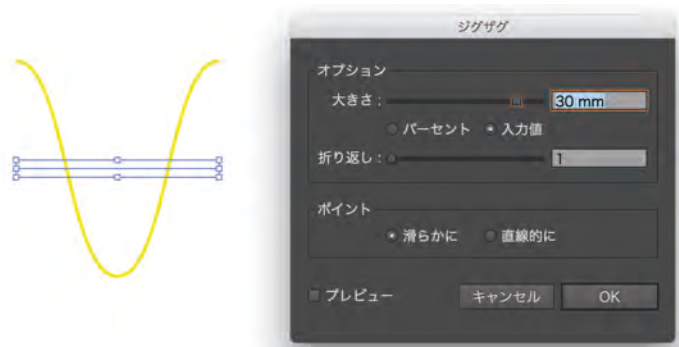 ジグザグ
オプション
大きさ: 30 mm
パーセント 入力値
折り返し: 1
ポイント
滑らかに 直線的に
プレビュー キャンセル OK